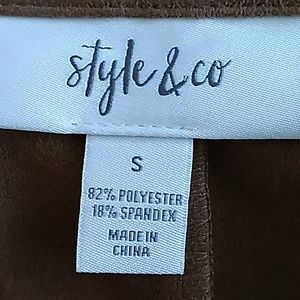 style & co
S
82% POLYESTER
18% SPANDEX
MADE IN
CHINA